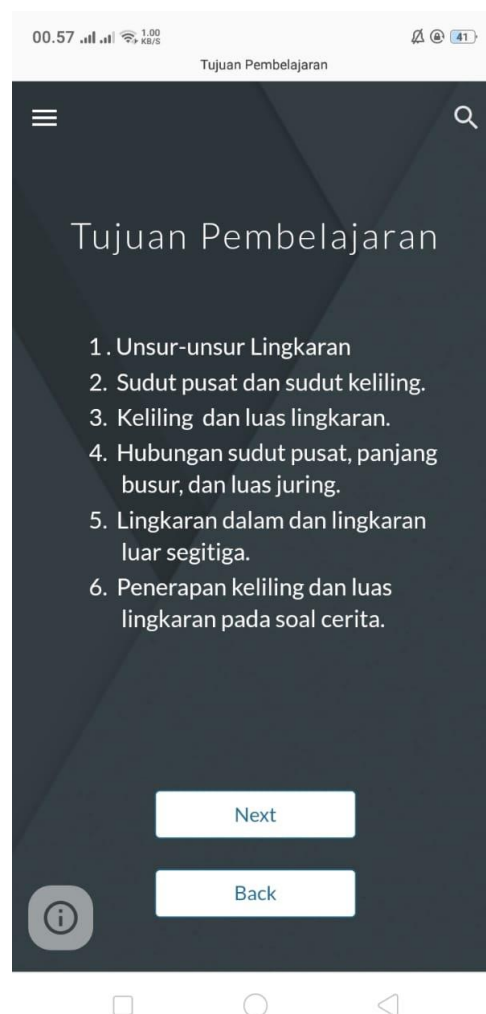 00.57 1.00 KB/S 41
Tujuan Pembelajaran
Tujuan Pembelajaran
1. Unsur-unsur Lingkaran
2. Sudut pusat dan sudut keliling.
3. Keliling dan luas lingkaran.
4. Hubungan sudut pusat, panjang
busur, dan luas juring.
5. Lingkaran dalam dan lingkaran
luar segitiga.
6. Penerapan keliling dan luas
lingkaran pada soal cerita.
Next
Back